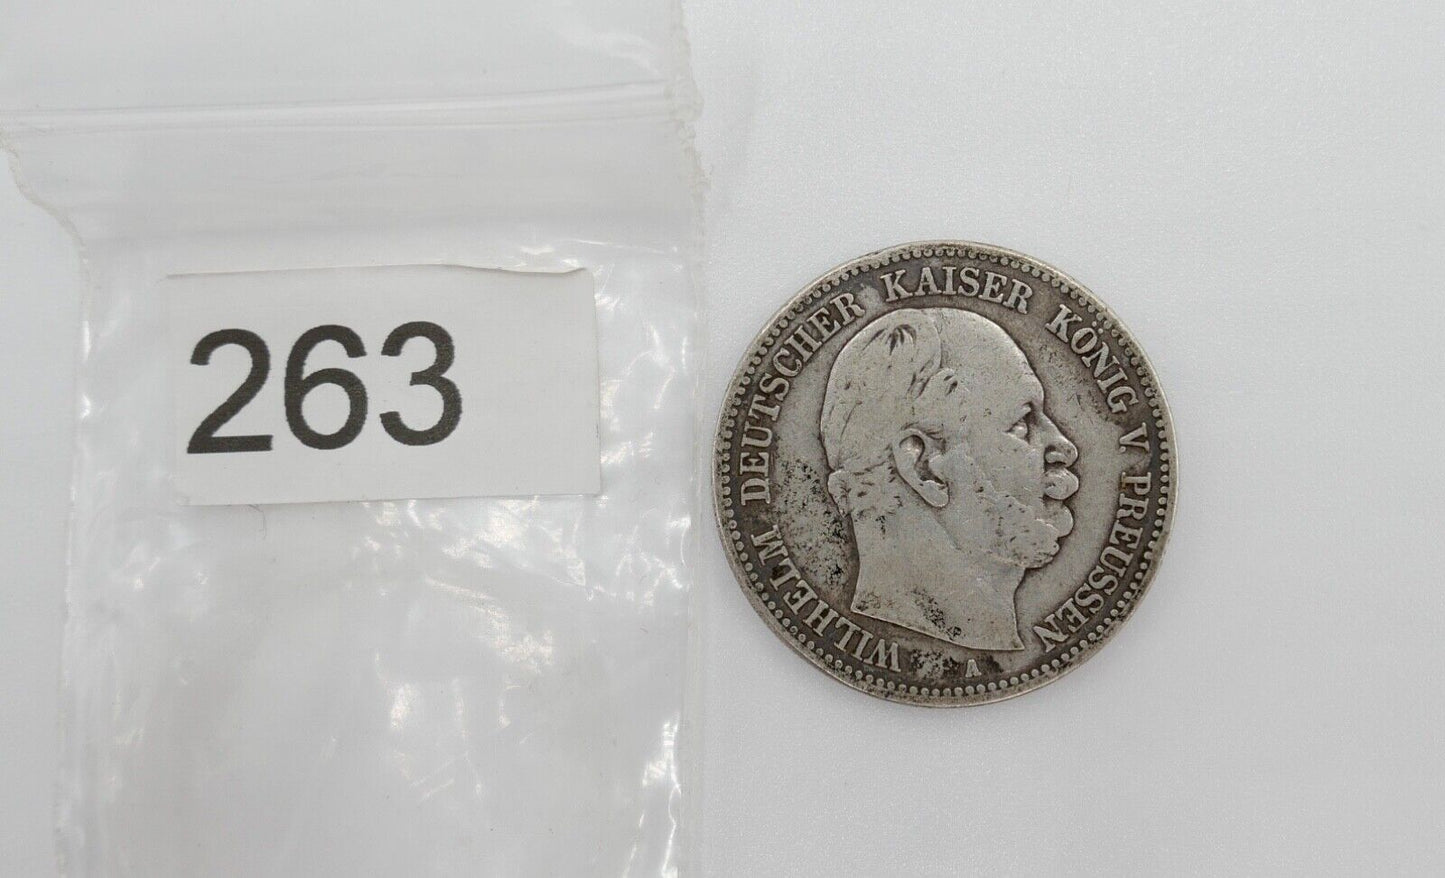 263
WILHELM DEUTSCHER KAISER KÖNIG V PREUSSEN
A